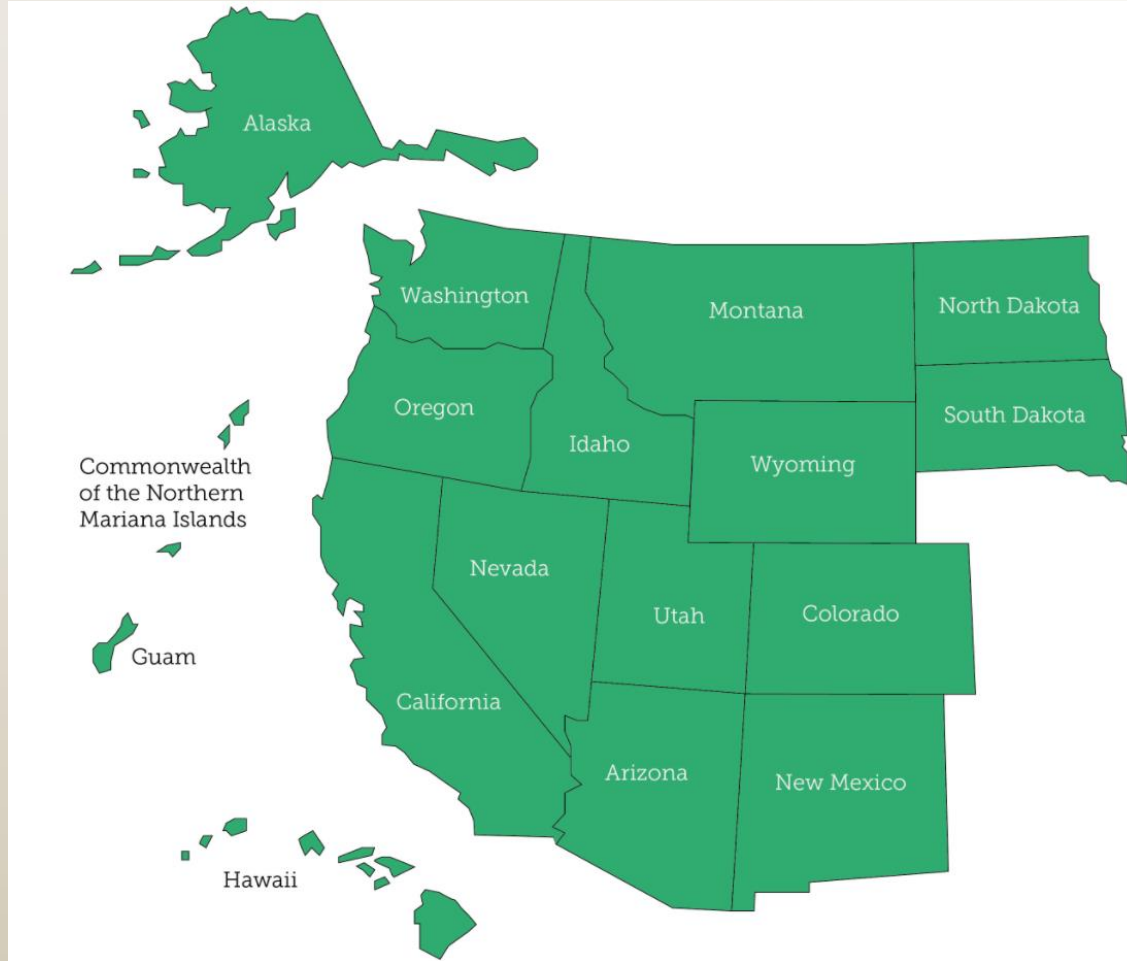 Alaska
Washington
Montana
North Dakota
Oregon
Idaho
South Dakota
Wyoming
Commonwealth
of the Northern
Mariana Islands
Nevada
Utah
Colorado
Guam
California
Arizona
New Mexico
Hawaii